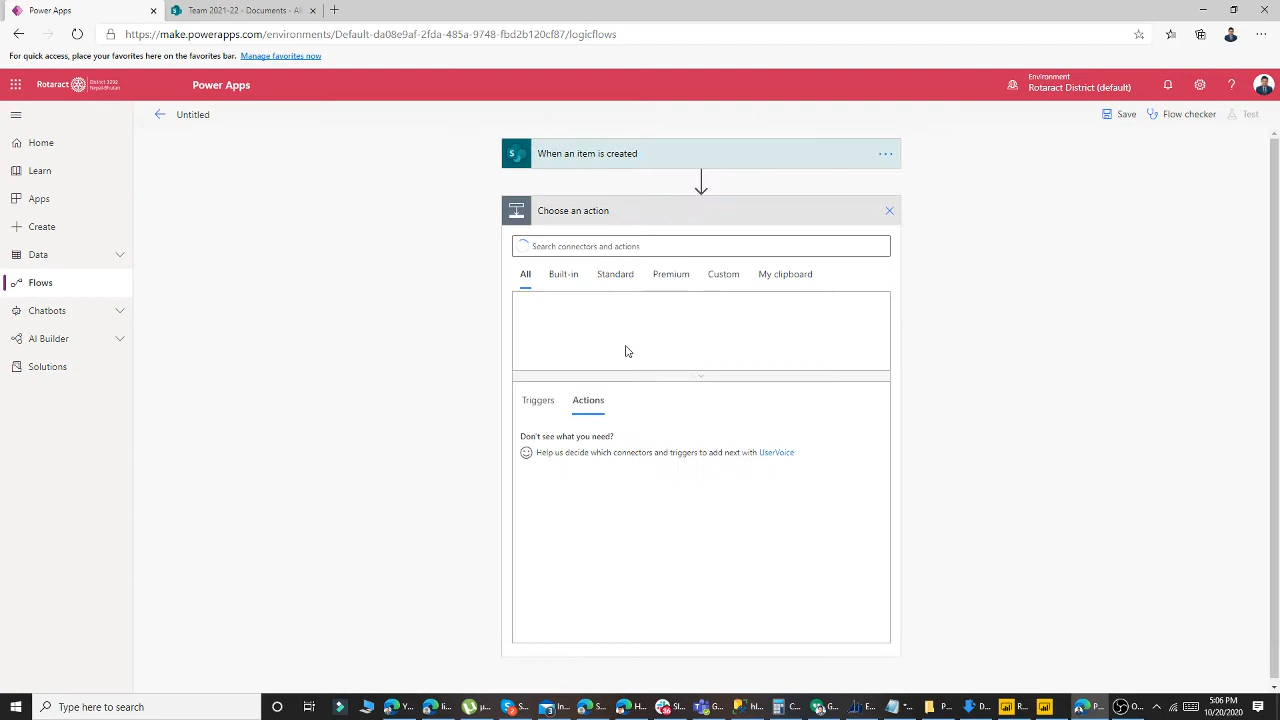 Power Apps
Team 2021-22 - Documents - Al
https://make.powerapps.com/environments/Default-da08e9af-2fda-485a-9748-fbd2b120cf87/logicflows
For quick access, place your favorites here on the favorites bar. Manage favorites now
Rotaract District 3292 Nepal-Bhutan
Power Apps
Environment
Rotaract District (default)
Untitled
Save
Flow checker
Test
Home
Learn
Apps
Create
Data
Flows
Chatbots
AI Builder
Solutions
When an item is created
Choose an action
Search connectors and actions
All Built-in Standard Premium Custom My clipboard
Triggers Actions
Don't see what you need?
Help us decide which connectors and triggers to add next with UserVoice
Type here to search
5:06 PM
10/20/2020